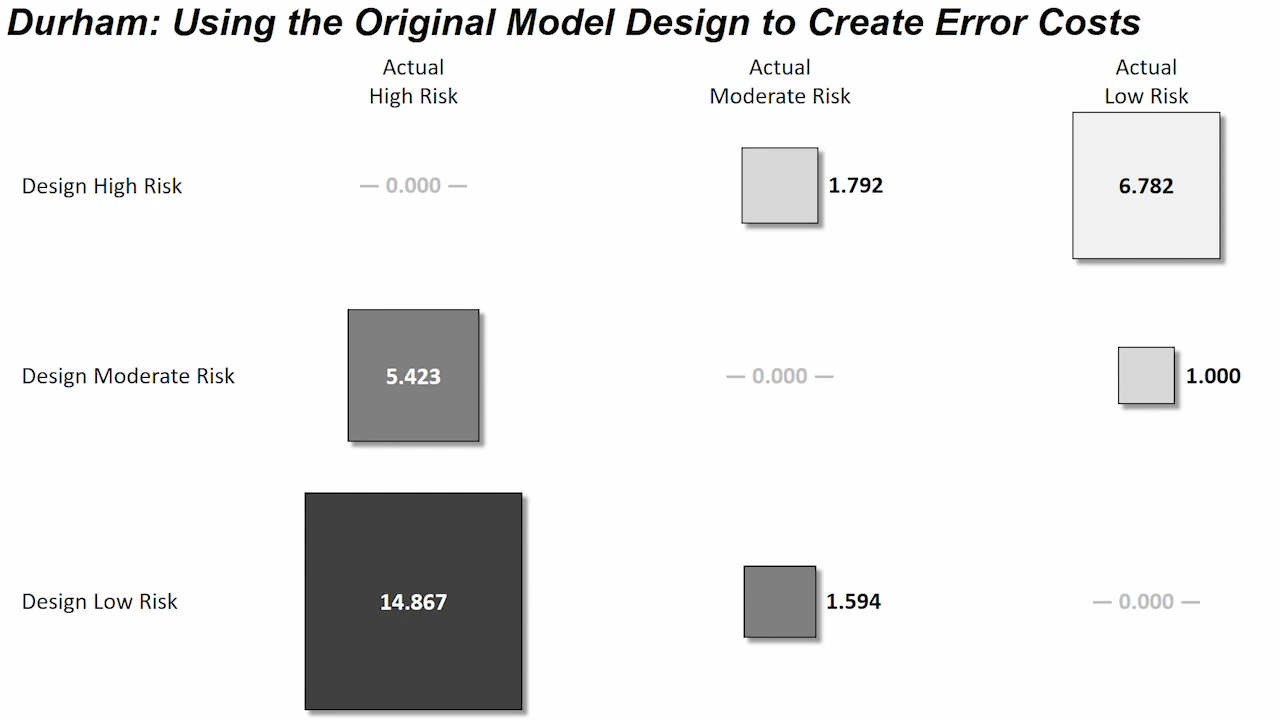 Durham: Using the Original Model Design to Create Error Costs
Actual
High Risk
Actual
Moderate Risk
Actual
Low Risk
Design High Risk
— 0.000 —
1.792
6.782
Design Moderate Risk
5.423
— 0.000 —
1.000
Design Low Risk
14.867
1.594
— 0.000 —